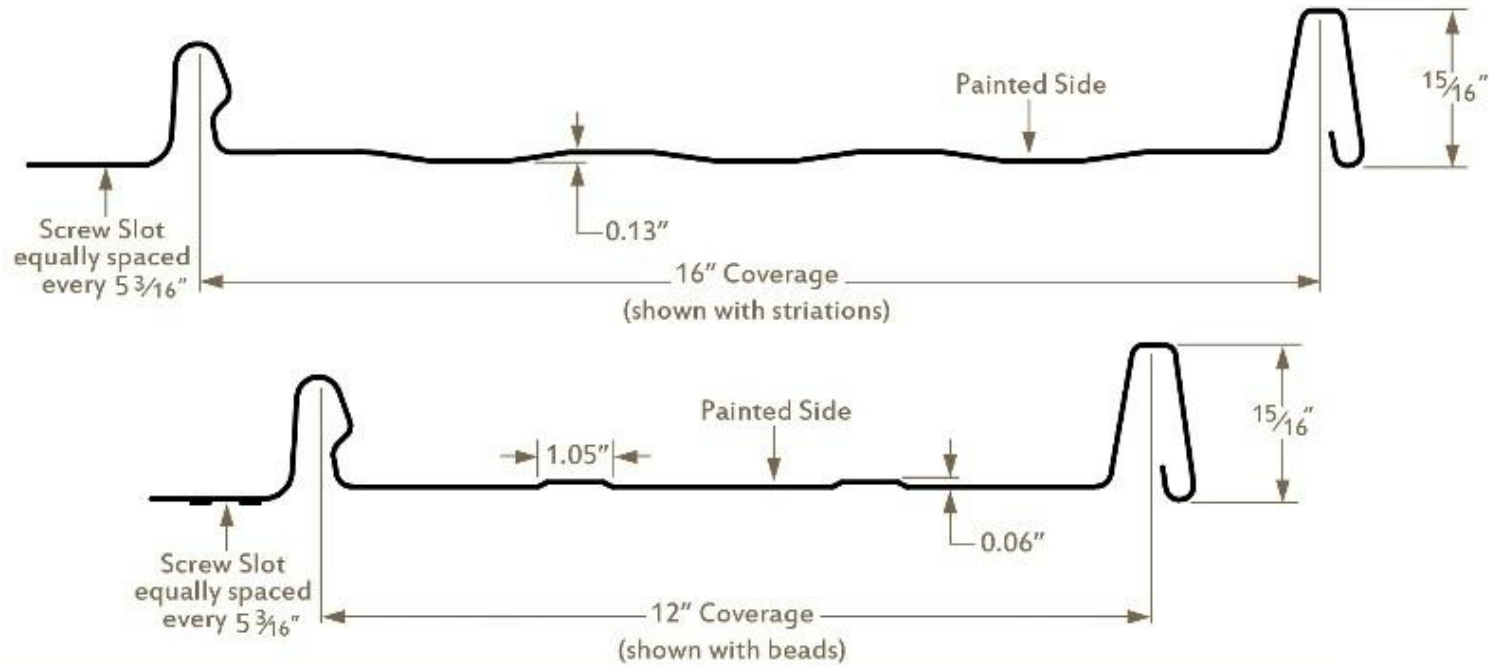 Painted Side
15/16"
Screw Slot
equally spaced
every 5 3/16"
0.13"
16" Coverage
(shown with striations)
Painted Side
1.05"
15/16"
0.06"
Screw Slot
equally spaced
every 5 3/16"
12" Coverage
(shown with beads)